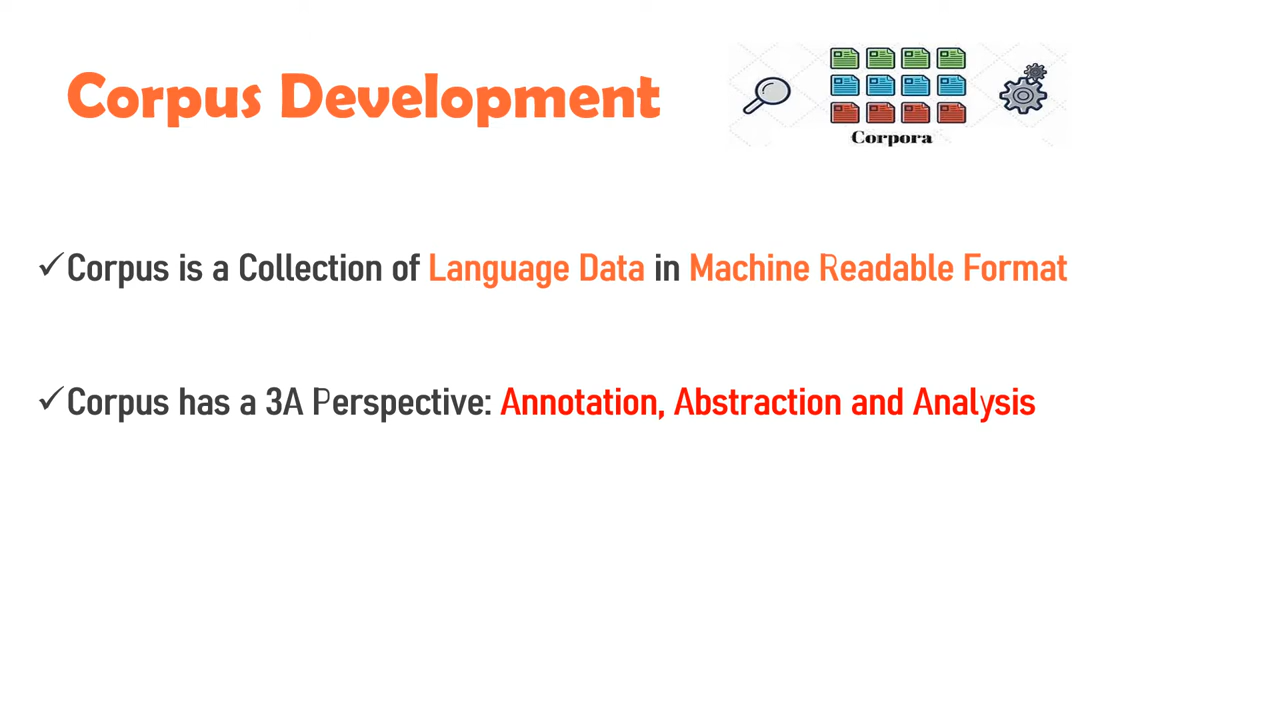 Corpus Development
Corpora
✓Corpus is a Collection of Language Data in Machine Readable Format
✓Corpus has a 3A Perspective: Annotation, Abstraction and Analysis